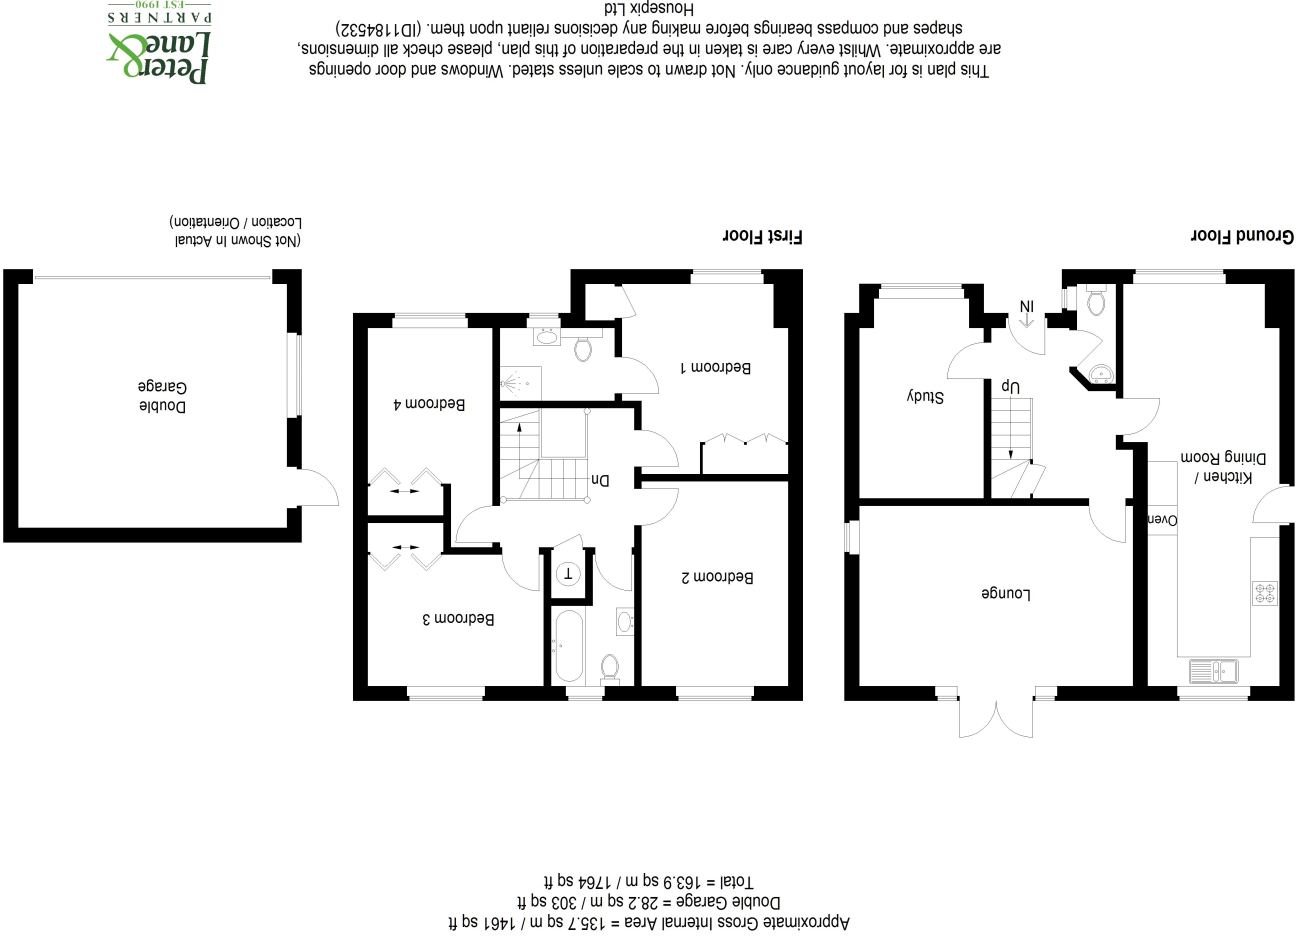 Approximate Gross Internal Area = 135.7 sq m / 1461 sq ft
Double Garage = 28.2 sq m / 303 sq ft
Total = 163.9 sq m / 1764 sq ft
Lounge
Kitchen /
Dining Room
Oven
Study
Up
IN
Ground Floor
Bedroom 2
Bedroom 3
T
Dn
Bedroom 1
Bedroom 4
First Floor
Double
Garage
(Not Shown In Actual
Location / Orientation)
This plan is for layout guidance only. Not drawn to scale unless stated. Windows and door openings
are approximate. Whilst every care is taken in the preparation of this plan, please check all dimensions,
shapes and compass bearings before making any decisions reliant upon them. (ID1184532)
Housepix Ltd
Peter &
Lane
PARTNERS
EST 1990